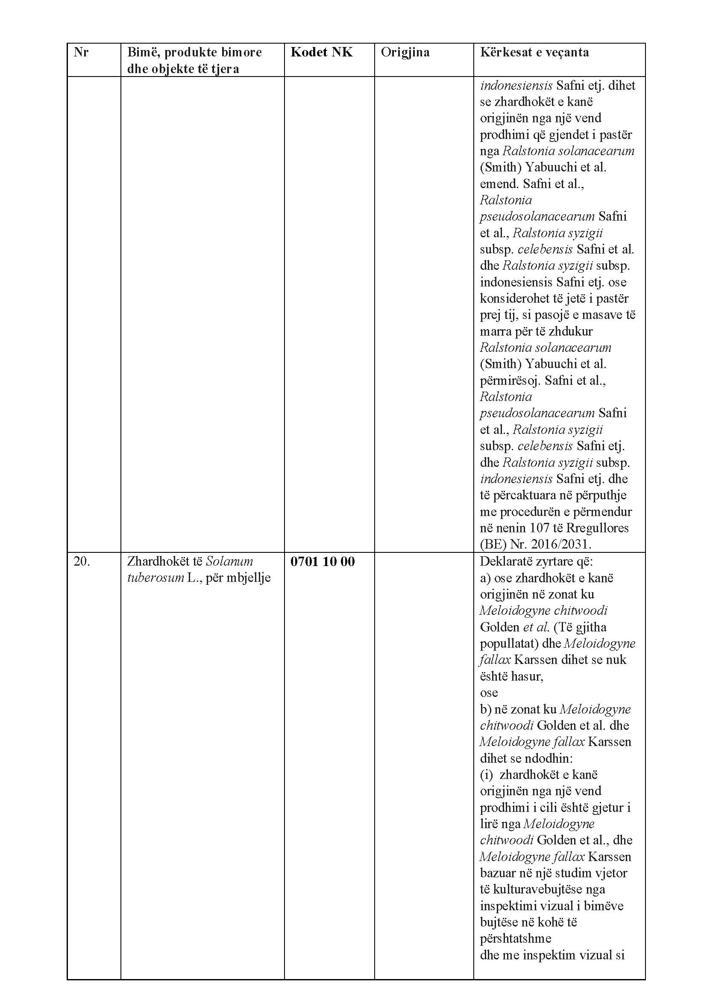 Nr
Bimë, produkte bimore
dhe objekte të tjera
Kodet NK
Origjina
Kërkesat e veçanta
indonesiensis Safni etj. dihet
se zhardhokët e kanë
origjinën nga një vend
prodhimi që gjendet i pastër
nga Ralstonia solanacearum
(Smith) Yabuuchi et al.
emend. Safni et al.,
Ralstonia
pseudosolanacearum Safni
et al., Ralstonia syzigii
subsp. celebensis Safni et al.
dhe Ralstonia syzigii subsp.
indonesiensis Safni etj. ose
konsiderohet të jetë i pastër
prej tij, si pasojë e masave të
marra për të zhdukur
Ralstonia solanacearum
(Smith) Yabuuchi et al.
përmirësoj. Safni et al.,
Ralstonia
pseudosolanacearum Safni
et al., Ralstonia syzigii
subsp. celebensis Safni etj.
dhe Ralstonia syzigii subsp.
indonesiensis Safni etj. dhe
të përcaktuara në përputhje
me procedurën e përmendur
në nenin 107 të Rregullores
(BE) Nr. 2016/2031.
20.
Zhardhokët të Solanum
tuberosum L., për mbjellje
0701 10 00
Deklaratë zyrtare që:
a) ose zhardhokët e kanë
origjinën në zonat ku
Meloidogyne chitwoodi
Golden et al. (Të gjitha
popullatat) dhe Meloidogyne
fallax Karssen dihet se nuk
është hasur,
ose
b) në zonat ku Meloidogyne
chitwoodi Golden et al. dhe
Meloidogyne fallax Karssen
dihet se ndodhin:
(i) zhardhokët e kanë
origjinën nga një vend
prodhimi i cili është gjetur i
lirë nga Meloidogyne
chitwoodi Golden et al., dhe
Meloidogyne fallax Karssen
bazuar në një studim vjetor
të kulturavebujtëse nga
inspektimi vizual i bimëve
bujtëse në kohë të
përshtatshme
dhe me inspektim vizual si